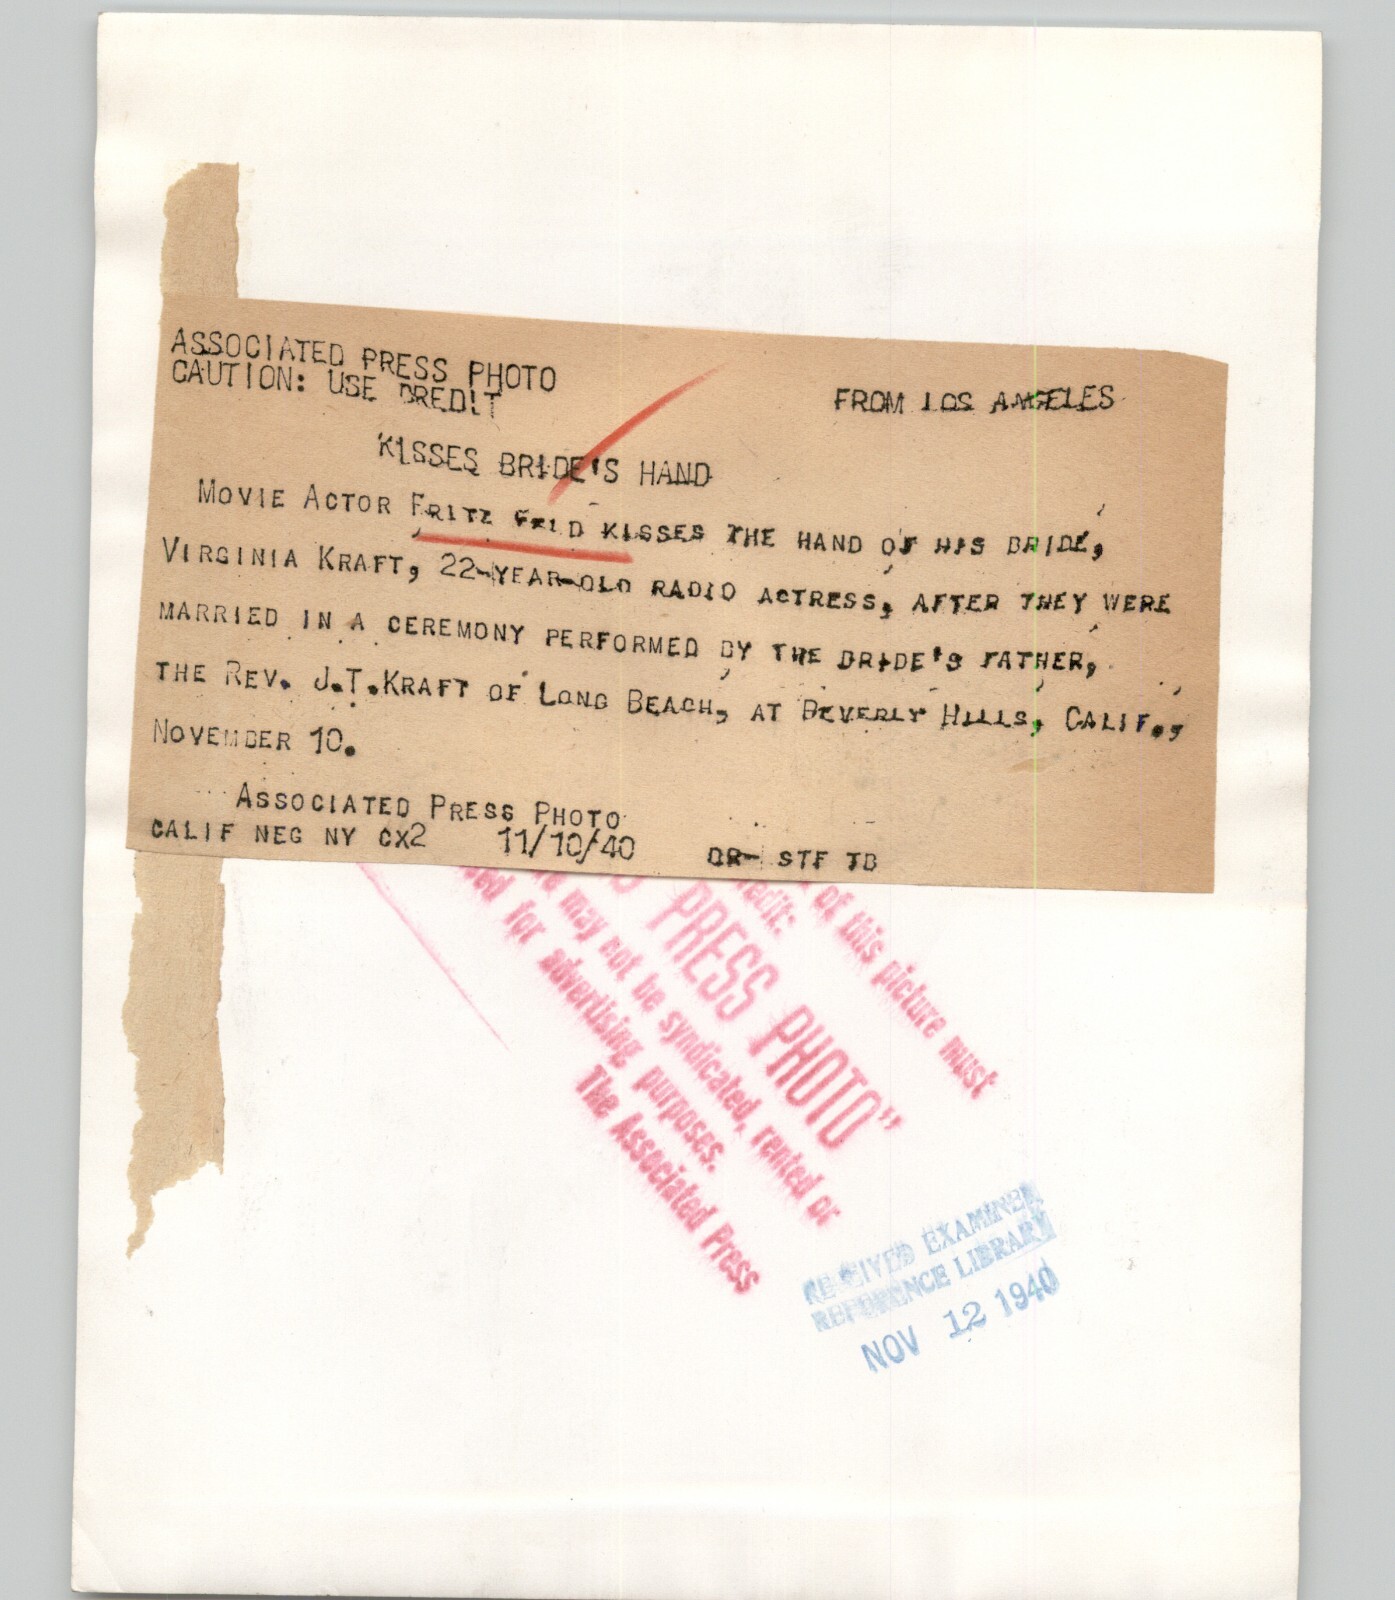 ASSOCIATED PRESS PHOTO
CAUTION: USE CREDIT
FROM LOS ANGELES
KISSES BRIDE'S HAND
MOVIE ACTOR FRITZ FELD KISSES THE HAND OF HIS BRIDE,
VIRGINIA KRAFT, 22-YEAR-OLD RADIO ACTRESS, AFTER THEY WERE
MARRIED IN A CEREMONY PERFORMED BY THE BRIDE'S FATHER,
THE REV. J.T.KRAFT OF LONG BEACH, AT BEVERLY HILLS, CALIF.,
NOVEMBER 10.
ASSOCIATED PRESS PHOTO
CALIF NEG NY CX2 11/10/40 STF TB
of this picture must
PRESS PHOTO"
may not be syndicated, rented or
for advertising purposes.
The Associated Press
RECEIVED EXAMINER
REFERENCE LIBRARY
NOV 12 1940